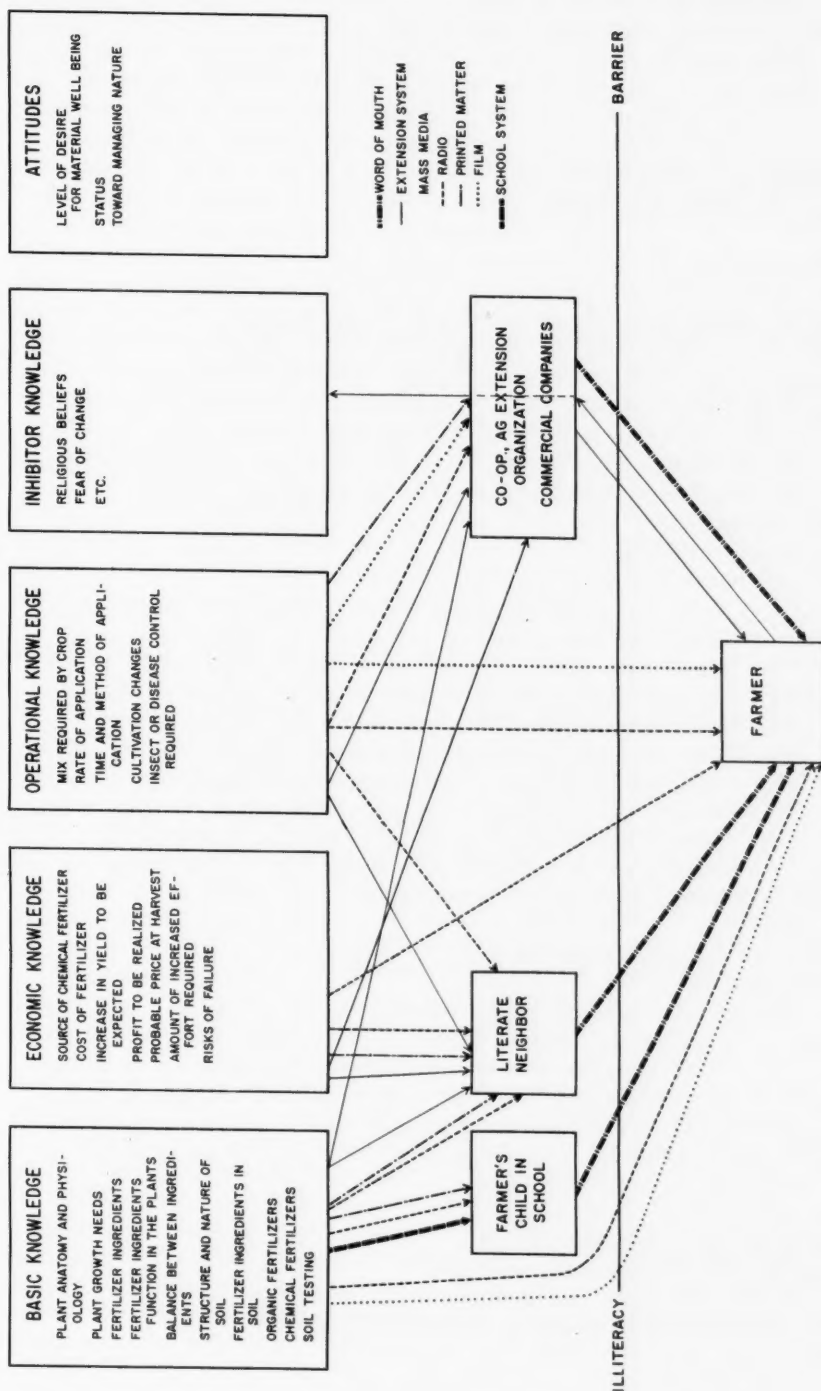 BASIC KNOWLEDGE
PLANT ANATOMY AND PHYSI-
OLOGY
PLANT GROWTH NEEDS
FERTILIZER INGREDIENTS
FERTILIZER INGREDIENTS
FUNCTION IN THE PLANTS
BALANCE BETWEEN INGREDI-
ENTS
STRUCTURE AND NATURE OF
SOIL
FERTILIZER INGREDIENTS IN
SOIL
ORGANIC FERTILIZERS
CHEMICAL FERTILIZERS
SOIL TESTING
ECONOMIC KNOWLEDGE
SOURCE OF CHEMICAL FERTILIZER
COST OF FERTILIZER
INCREASE IN YIELD TO BE
EXPECTED
PROFIT TO BE REALIZED
PROBABLE PRICE AT HARVEST
AMOUNT OF INCREASED EF-
FORT REQUIRED
RISKS OF FAILURE
OPERATIONAL KNOWLEDGE
MIX REQUIRED BY CROP
RATE OF APPLICATION
TIME AND METHOD OF APPLI-
CATION
CULTIVATION CHANGES
INSECT OR DISEASE CONTROL
REQUIRED
INHIBITOR KNOWLEDGE
RELIGIOUS BELIEFS
FEAR OF CHANGE
ETC.
ATTITUDES
LEVEL OF DESIRE
FOR MATERIAL WELL BEING
STATUS
TOWARD MANAGING NATURE
WORD OF MOUTH
EXTENSION SYSTEM
MASS MEDIA
RADIO
PRINTED MATTER
FILM
SCHOOL SYSTEM
FARMER'S
CHILD IN
SCHOOL
LITERATE
NEIGHBOR
CO-OP., AG EXTENSION
ORGANIZATION
COMMERCIAL COMPANIES
ILLITERACY
BARRIER
FARMER